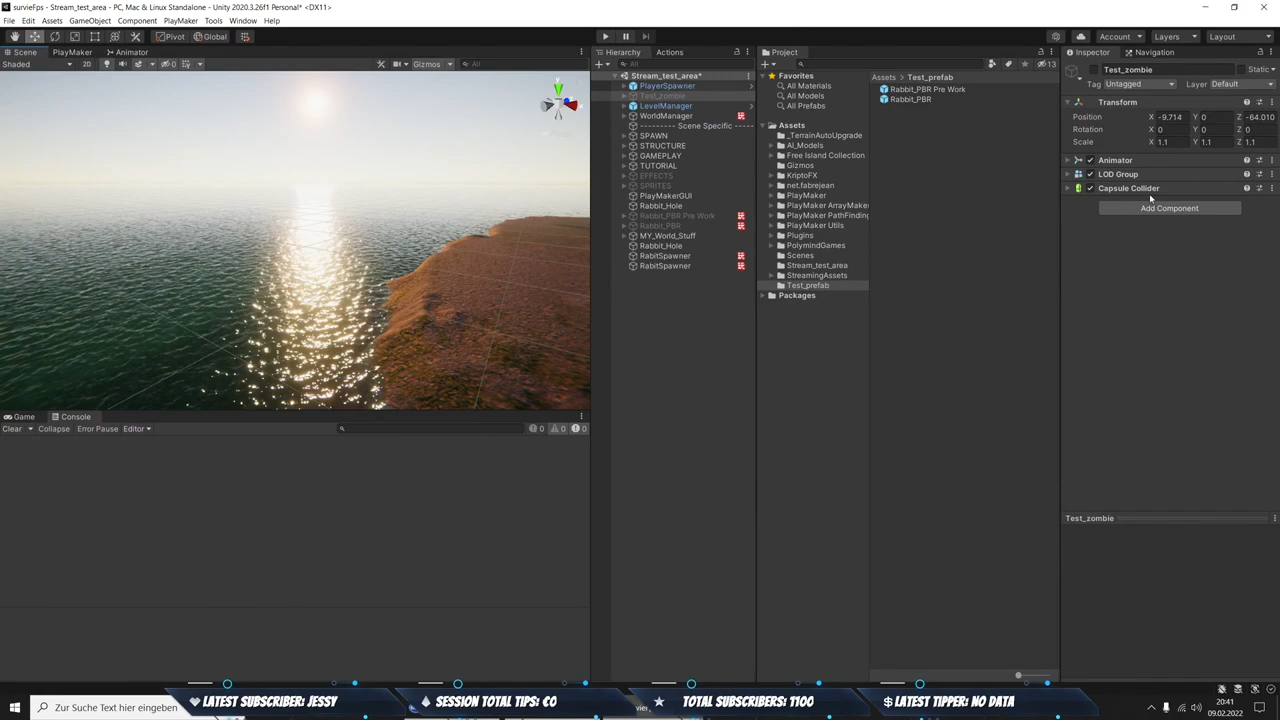 survieFps - Stream_test_area - PC, Mac & Linux Standalone - Unity 2020.3.26f1 Personal* <DX11>
File Edit Assets GameObject Component PlayMaker Tools Window Help
Pivot Global Account Layers Layout
Scene PlayMaker Animator
Shaded 2D 0 Gizmos All
Game Console
Clear Collapse Error Pause Editor 0 0 0
Hierarchy Actions
All
Stream_test_area*
PlayerSpawner
Test_zombie
LevelManager
WorldManager
--------- Scene Specific -----
SPAWN
STRUCTURE
GAMEPLAY
TUTORIAL
EFFECTS
SPRITES
PlayMakerGUI
Rabbit_Hole
Rabbit_PBR Pre Work
Rabbit_PBR
MY_World_Stuff
Rabbit_Hole
RabitSpawner
RabitSpawner
Project
13
Favorites
All Materials
All Models
All Prefabs
Assets
_TerrainAutoUpgrade
AI_Models
Free Island Collection
Gizmos
KriptoFX
net.fabrejean
PlayMaker
PlayMaker ArrayMaker
PlayMaker PathFinding
PlayMaker Utils
Plugins
PolymindGames
Scenes
Stream_test_area
StreamingAssets
Test_prefab
Packages
Assets > Test_prefab
Rabbit_PBR Pre Work
Rabbit_PBR
Inspector Navigation
Test_zombie Static
Tag Untagged Layer Default
Transform
Position X -9.714 Y 0 Z -64.010
Rotation X 0 Y 0 Z 0
Scale X 1.1 Y 1.1 Z 1.1
Animator
LOD Group
Capsule Collider
Add Component
Test_zombie
LATEST SUBSCRIBER: JESSY
SESSION TOTAL TIPS: €0
TOTAL SUBSCRIBERS: 1100
$ LATEST TIPPER: NO DATA
Zur Suche Text hier eingeben
20:41
09.02.2022